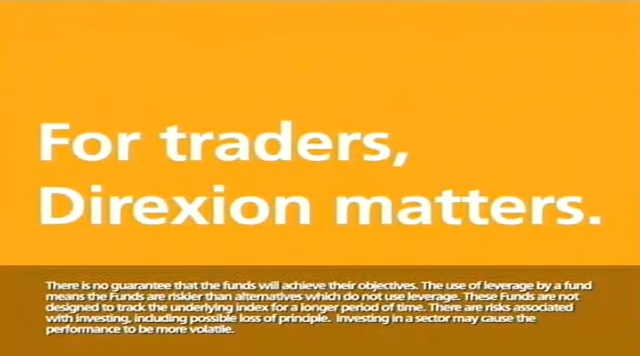 For traders,
Direxion matters.
There is no guarantee that the funds will achieve their objectives. The use of leverage by a fund
means the Funds are riskier than alternatives which do not use leverage. These Funds are not
designed to track the underlying index for a longer period of time. There are risks associated
with investing, including possible loss of principle. Investing in a sector may cause the
performance to be more volatile.